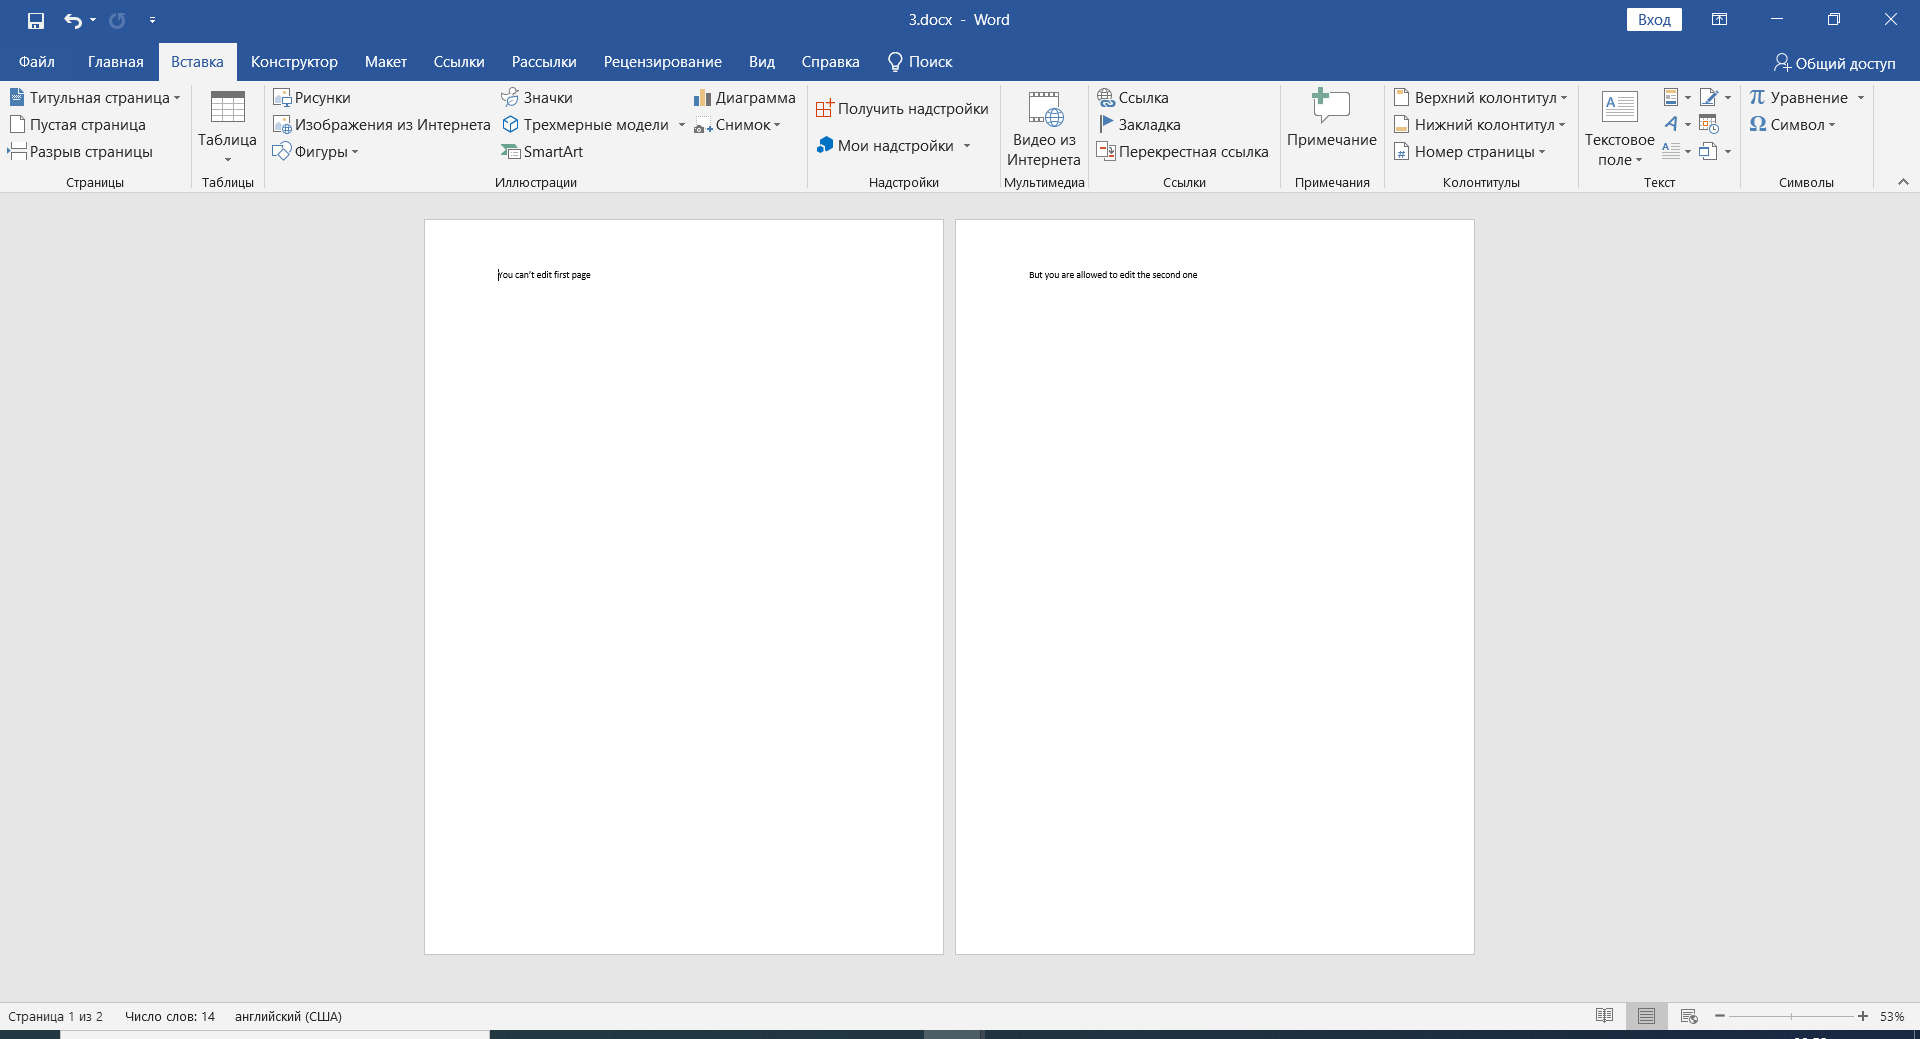 3.docx - Word
Вход
Файл Главная Вставка Конструктор Макет Ссылки Рассылки Рецензирование Вид Справка Поиск Общий доступ
Титульная страница
Пустая страница
Разрыв страницы
Страницы
Таблица
Таблицы
Рисунки
Изображения из Интернета
Фигуры
Значки
Трехмерные модели
SmartArt
Диаграмма
Снимок
Иллюстрации
Получить надстройки
Мои надстройки
Надстройки
Видео из
Интернета
Мультимедиа
Ссылка
Закладка
Перекрестная ссылка
Ссылки
Примечание
Примечания
Верхний колонтитул
Нижний колонтитул
Номер страницы
Колонтитулы
Текстовое
поле
Текст
Уравнение
Символ
Символы
You can't edit first page
But you are allowed to edit the second one
Страница 1 из 2 Число слов: 14 английский (США) 53%